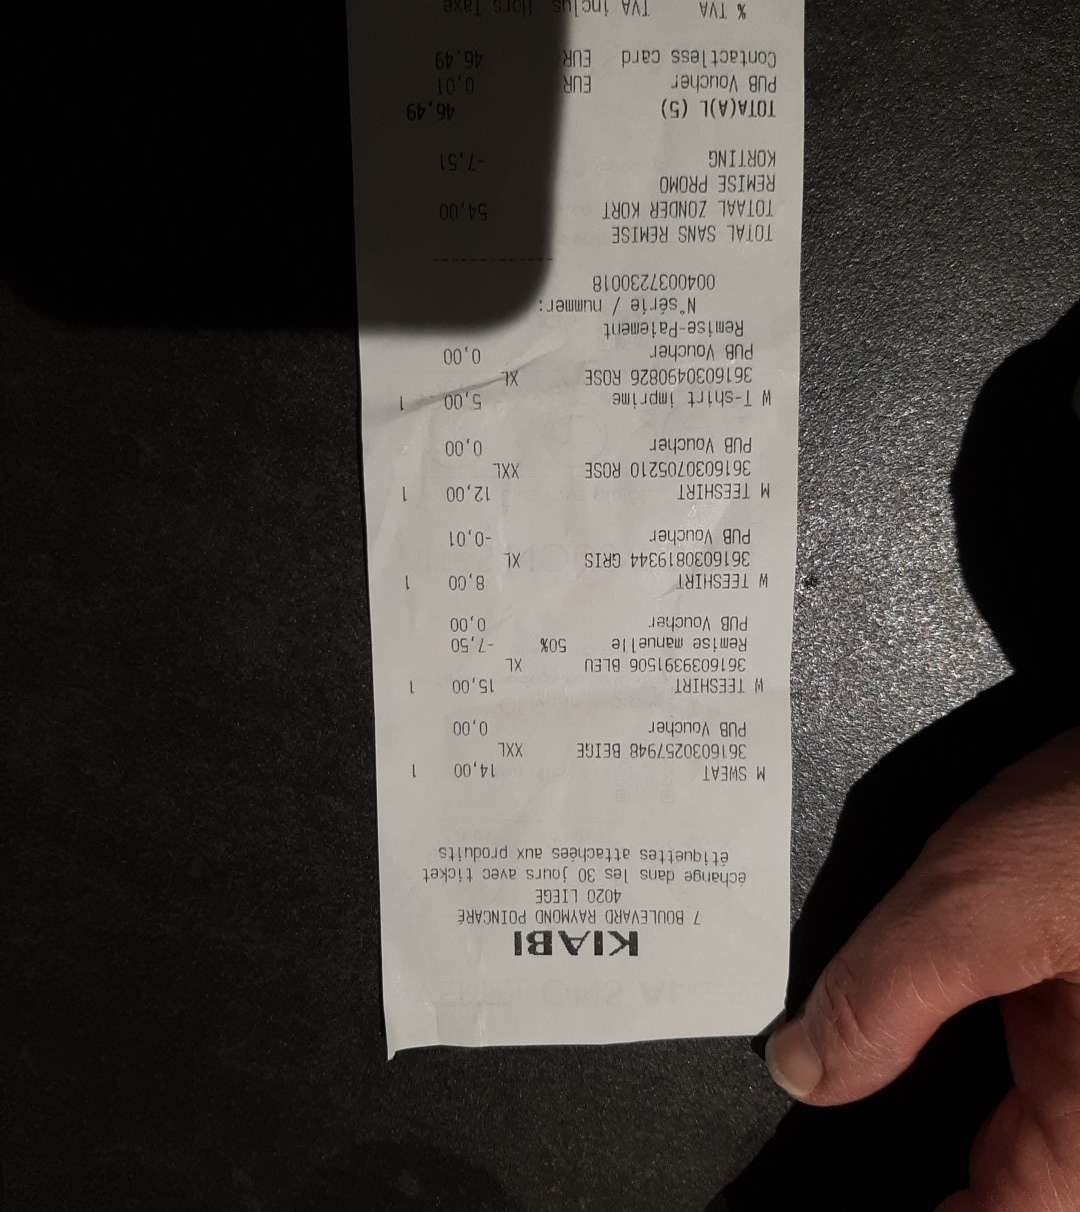 KIABI
7 BOULEVARD RAYMOND POINCARE
4020 LIEGE
échange dans les 30 jours avec ticket
étiquettes attachées aux produits
M SWEAT 14,00 1
3616030257948 BEIGE XXL
PUB Voucher 0,00
W TEESHIRT 15,00 1
3616039391506 BLEU XL
Remise manuelle 50% -7,50
PUB Voucher 0,00
W TEESHIRT 8,00 1
3616030819344 GRIS XL
PUB Voucher -0,01
M TEESHIRT 12,00 1
3616030705210 ROSE XXL
PUB Voucher 0,00
W T-shirt imprime 5,00 1
3616030490826 ROSE XL
PUB Voucher 0,00
Remise-Paiement
N°série / nummer:
0040037230018
------------
TOTAL SANS REMISE
TOTAAL ZONDER KORT 54,00
REMISE PROMO
KORTING -7,51
TOTA(A)L (5) 46,49
PUB Voucher EUR 0,01
Contactless card EUR 46,49
% TVA TVA inclus Hors Taxe